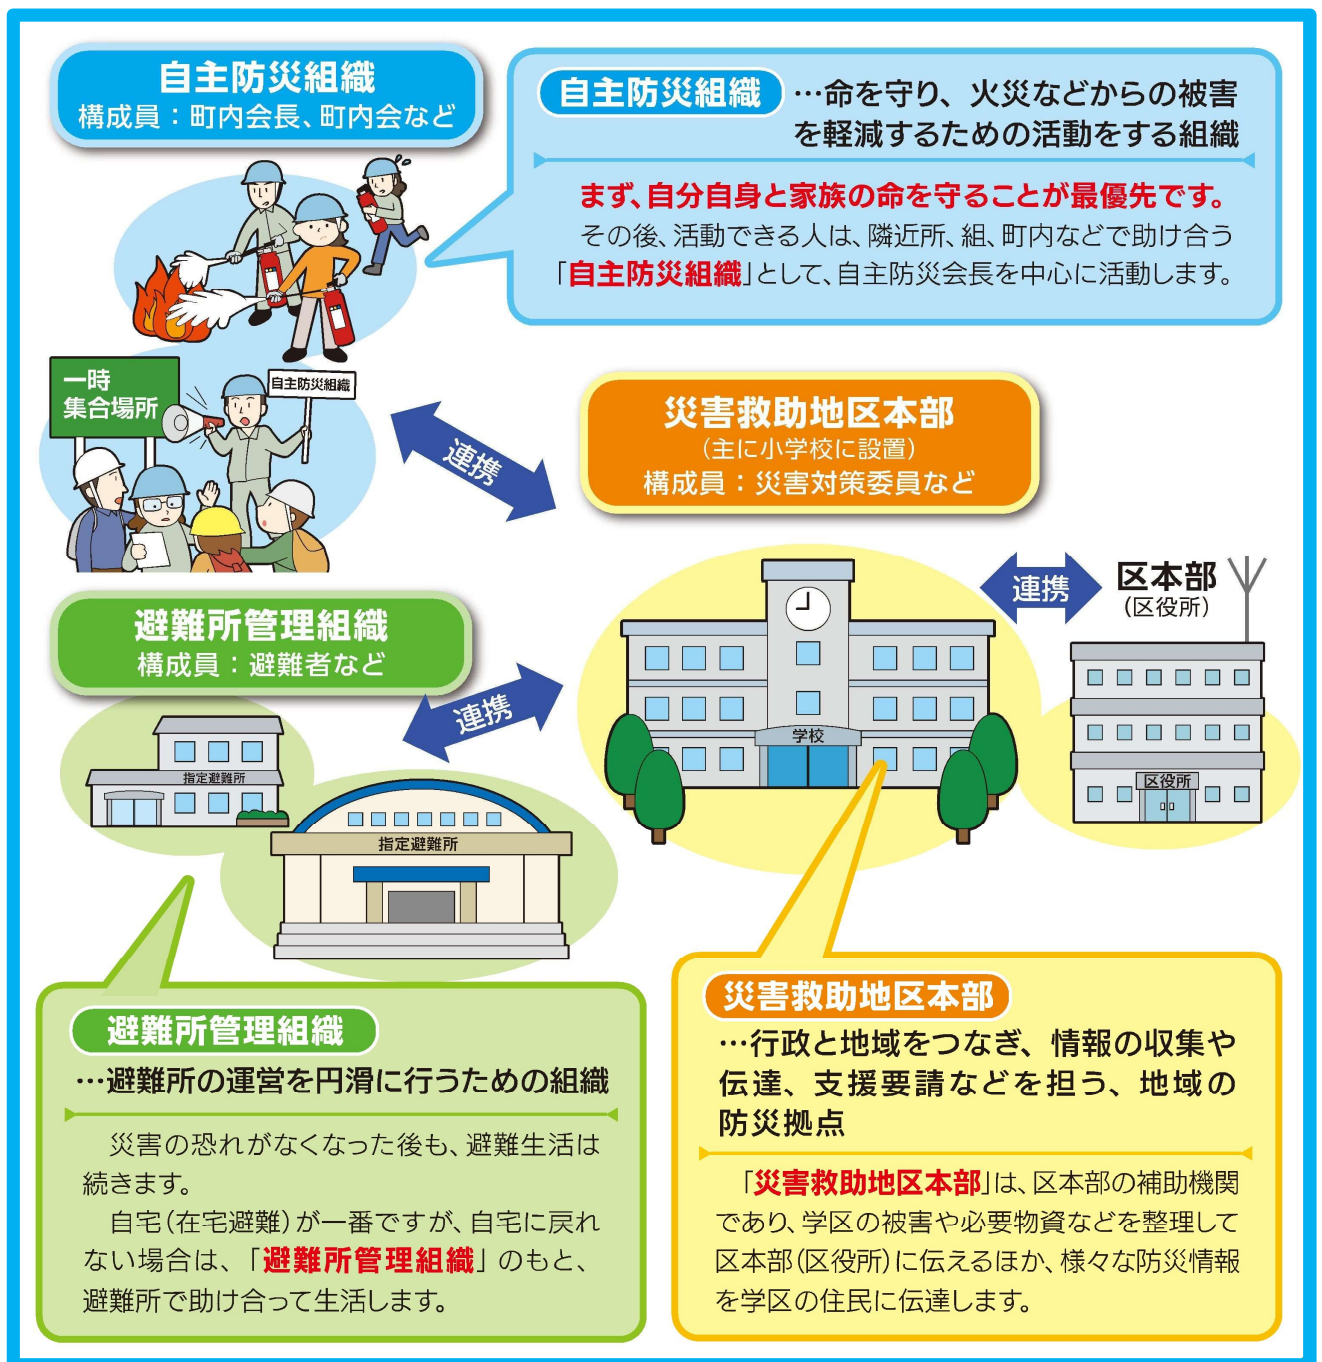 自主防災組織
構成員：町内会長、町内会など
自主防災組織 …命を守り、火災などからの被害
を軽減するための活動をする組織
まず、自分自身と家族の命を守ることが最優先です。
その後、活動できる人は、隣近所、組、町内などで助け合う
「自主防災組織」として、自主防災会長を中心に活動します。
一時
集合場所
自主防災組織
連携
災害救助地区本部
（主に小学校に設置）
構成員：災害対策委員など
連携
区本部
（区役所）
避難所管理組織
構成員：避難者など
連携
学校
区役所
指定避難所
指定避難所
避難所管理組織
…避難所の運営を円滑に行うための組織
災害の恐れがなくなった後も、避難生活は
続きます。
自宅（在宅避難）が一番ですが、自宅に戻れ
ない場合は、「避難所管理組織」のもと、
避難所で助け合って生活します。
災害救助地区本部
…行政と地域をつなぎ、情報の収集や
伝達、支援要請などを担う、地域の
防災拠点
「災害救助地区本部」は、区本部の補助機関
であり、学区の被害や必要物資などを整理して
区本部（区役所）に伝えるほか、様々な防災情報
を学区の住民に伝達します。